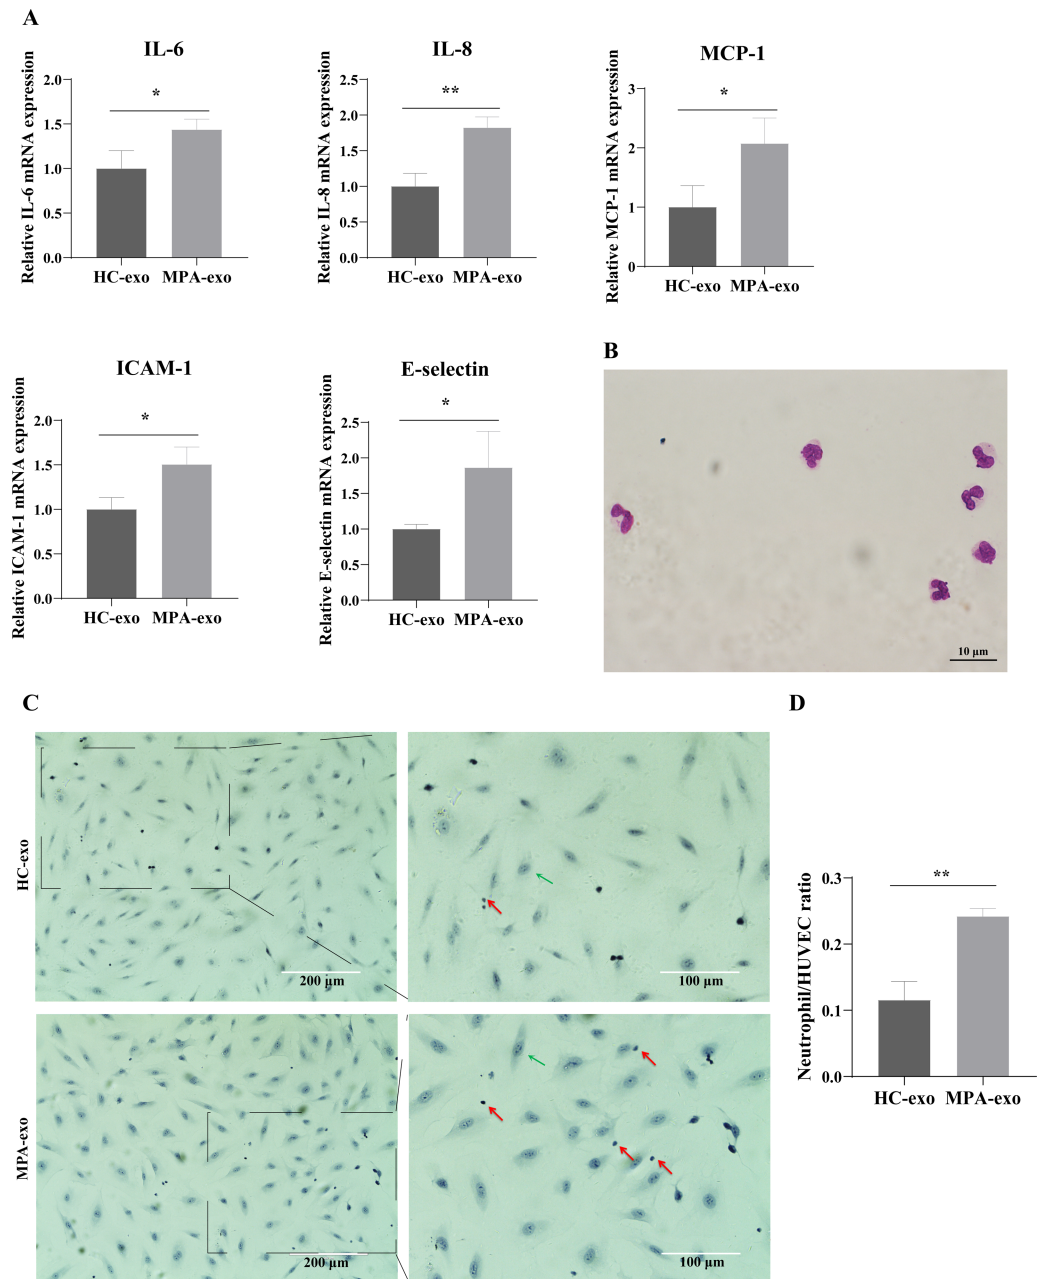 A
IL-6
Relative IL-6 mRNA expression
2.0
1.5
1.0
0.5
0.0
*
HC-exo MPA-exo
IL-8
Relative IL-8 mRNA expression
2.5
2.0
1.5
1.0
0.5
0.0
**
HC-exo MPA-exo
MCP-1
Relative MCP-1 mRNA expression
3
2
1
0
*
HC-exo MPA-exo
ICAM-1
Relative ICAM-1 mRNA expression
2.0
1.5
1.0
0.5
0.0
*
HC-exo MPA-exo
E-selectin
Relative E-selectin mRNA expression
2.5
2.0
1.5
1.0
0.5
0.0
*
HC-exo MPA-exo
B
10 µm
C
HC-exo
200 µm
100 µm
MPA-exo
200 µm
100 µm
D
Neutrophil/HUVEC ratio
0.3
0.2
0.1
0.0
**
HC-exo MPA-exo